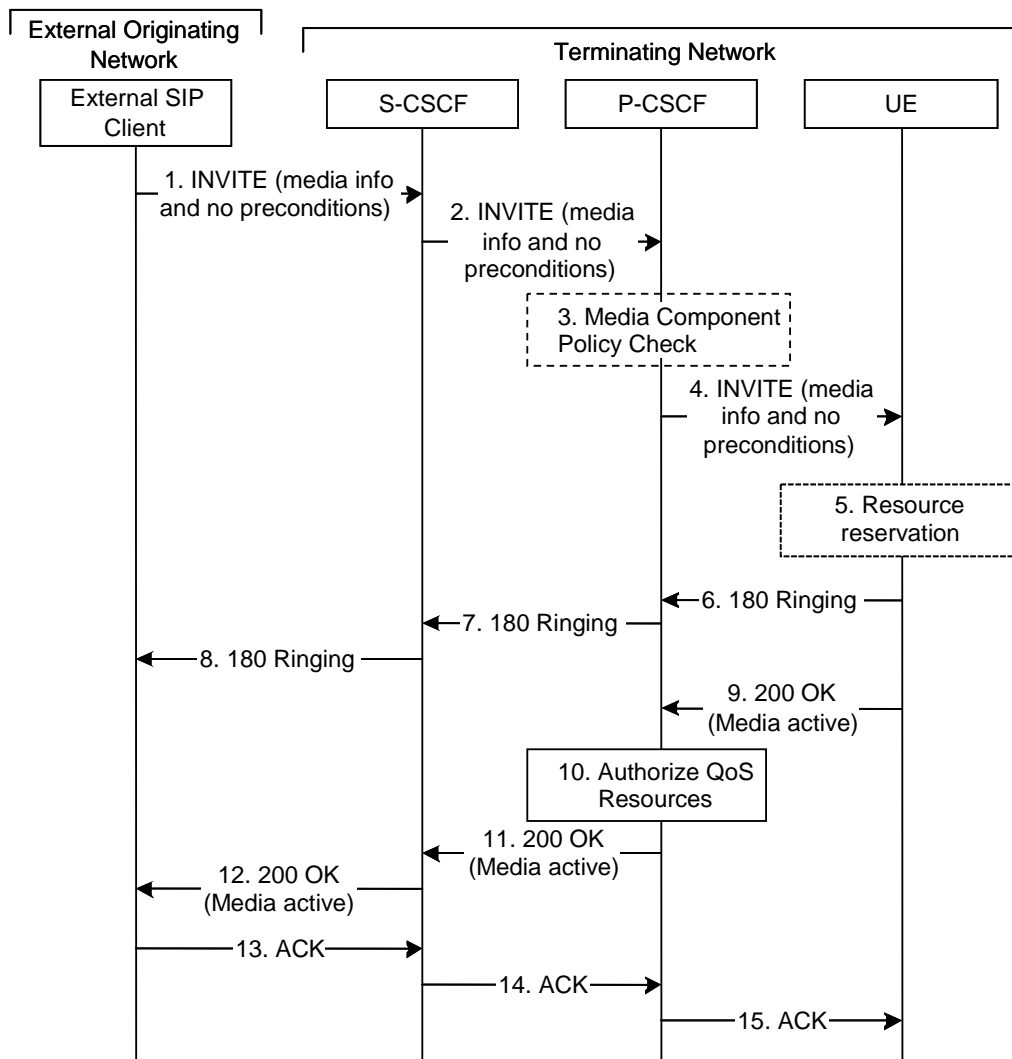 External Originating
Network
Terminating Network
External SIP
Client
S-CSCF
P-CSCF
UE
1. INVITE (media info
and no preconditions)
2. INVITE (media
info and no
preconditions)
3. Media Component
Policy Check
4. INVITE (media
info and no
preconditions)
5. Resource
reservation
6. 180 Ringing
7. 180 Ringing
8. 180 Ringing
9. 200 OK
(Media active)
10. Authorize QoS
Resources
11. 200 OK
(Media active)
12. 200 OK
(Media active)
13. ACK
14. ACK
15. ACK